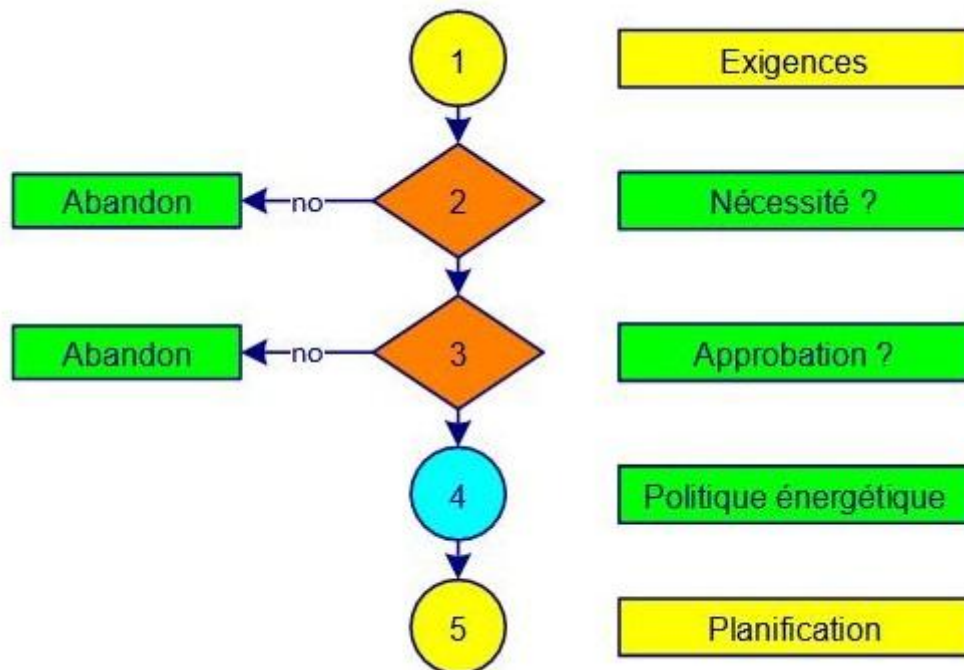 1
Exigences
Abandon
no
2
Nécessité ?
Abandon
no
3
Approbation ?
4
Politique énergétique
5
Planification